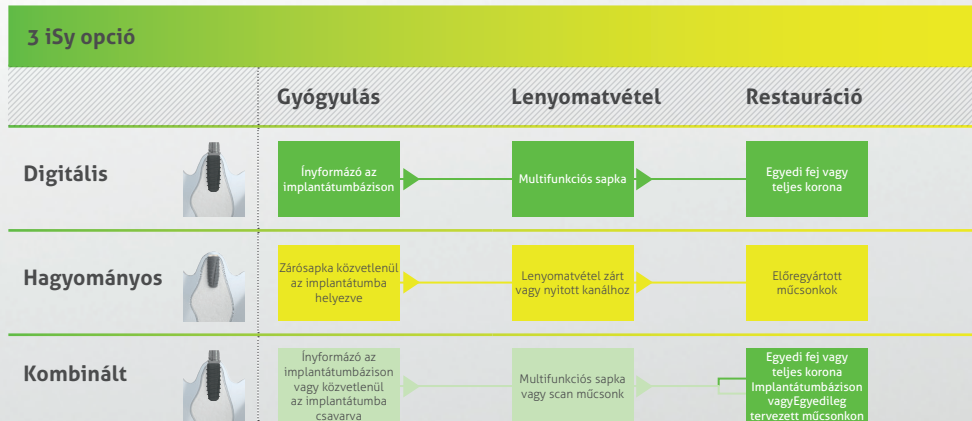 3 iSy opció
Gyógyulás
Lenyomatvétel
Restauráció
Digitális
Ínyformázó az
implantátumbázison
Multifunkciós sapka
Egyedi fej vagy
teljes korona
Hagyományos
Zárósapka közvetlenül
az implantátumba
helyezve
Lenyomatvétel zárt
vagy nyitott kanálhoz
Előregyártott
műcsonkok
Kombinált
Ínyformázó az
implantátumbázison
vagy közvetlenül
az implantátumba
csavarva
Multifunkciós sapka
vagy scan műcsonk
Egyedi fej vagy
teljes korona
Implantátumbázison
vagyEgyedileg
tervezett műcsonkon